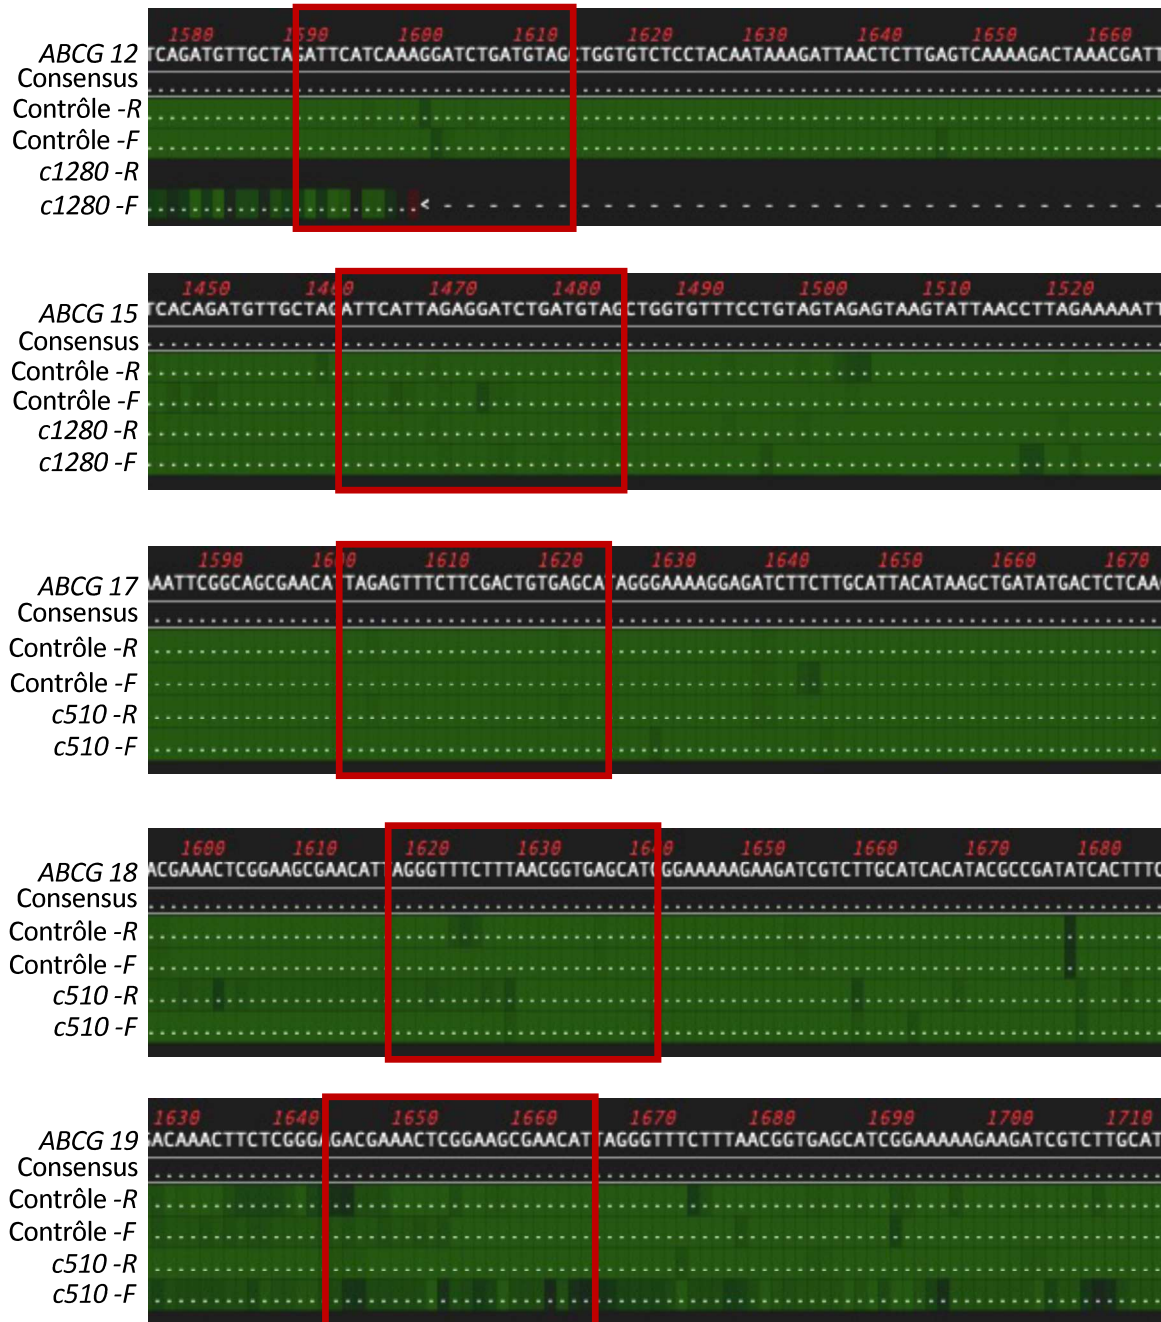 1580 1590 1600 1610 1620 1630 1640 1650 1660
ABCG 12 TCAGATGTTGCTAGATTCATCAAAGGATCTGATGTAGCTGGTGTCTCCTACAATAAAGATTAACTCTTGAGTCAAAAGACTAAACGATT
Consensus
Contrôle -R
Contrôle -F
c1280 -R
c1280 -F
1450 1460 1470 1480 1490 1500 1510 1520
ABCG 15 TCACAGATGTTGCTAGATTCATTAGAGGATCTGATGTAGCTGGTGTTTCCTGTAGTAGAGTAAGTATTAACCTTAGAAAAATT
Consensus
Contrôle -R
Contrôle -F
c1280 -R
c1280 -F
1590 1600 1610 1620 1630 1640 1650 1660 1670
ABCG 17 AAATTCGGCAGCGAACATTAGAGTTTCTTCGACTGTGAGCATAGGGAAAAGGAGATCTTCTTGCATTACATAAGCTGATATGACTCTCAA
Consensus
Contrôle -R
Contrôle -F
c510 -R
c510 -F
1600 1610 1620 1630 1640 1650 1660 1670 1680
ABCG 18 ACGAAACTCGGAAGCGAACATTAGGGTTTCTTTAACGGTGAGCATCGGAAAAAGAAGATCGTCTTGCATCACATACGCCGATATCACTTTC
Consensus
Contrôle -R
Contrôle -F
c510 -R
c510 -F
1630 1640 1650 1660 1670 1680 1690 1700 1710
ABCG 19 GACAAACTTCTCGGGAGACGAAACTCGGAAGCGAACATTAGGGTTTCTTTAACGGTGAGCATCGGAAAAAGAAGATCGTCTTGCAT
Consensus
Contrôle -R
Contrôle -F
c510 -R
c510 -F